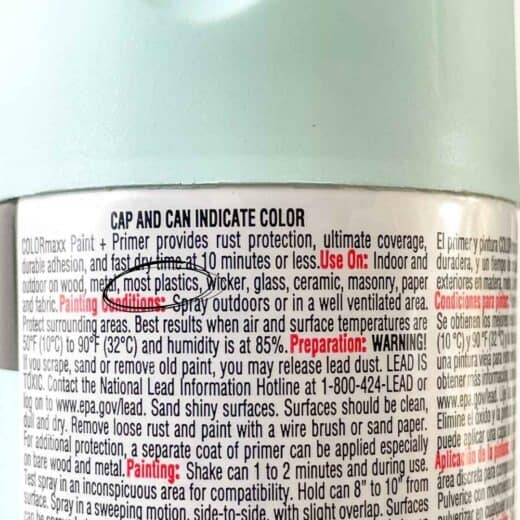 CAP AND CAN INDICATE COLOR
COLORmaxx Paint + Primer provides rust protection, ultimate coverage,
durable adhesion, and fast dry time at 10 minutes or less. Use On: Indoor and
outdoor on wood, metal, most plastics, wicker, glass, ceramic, masonry, paper
and fabric. Painting Conditions: Spray outdoors or in a well ventilated area.
Protect surrounding areas. Best results when air and surface temperatures are
50°F (10°C) to 90°F (32°C) and humidity is at 85%. Preparation: WARNING!
If you scrape, sand or remove old paint, you may release lead dust. LEAD IS
TOXIC. Contact the National Lead Information Hotline at 1-800-424-LEAD or
log on to www.epa.gov/lead. Sand shiny surfaces. Surfaces should be clean,
dull and dry. Remove loose rust and paint with a wire brush or sand paper.
For additional protection, a separate coat of primer can be applied especially
on bare wood and metal. Painting: Shake can 1 to 2 minutes and during use.
Test spray in an inconspicuous area for compatibility. Hold can 8" to 10" from
surface. Spray in a sweeping motion, side-to-side, with slight overlap. Surfaces
El primer y pintura COLOR
duradera, y un tiempo de
exteriores en madera, me
Condiciones para pintar:
Se obtienen los mejores
(10°C) y 90°F (32°C)
una pintura vieja para
obtener más información
www.epa.gov/lead.
Elimine el óxido y la
puede aplicar una
Aplicación de la pintura:
área discreta para
Pulverice con movimien